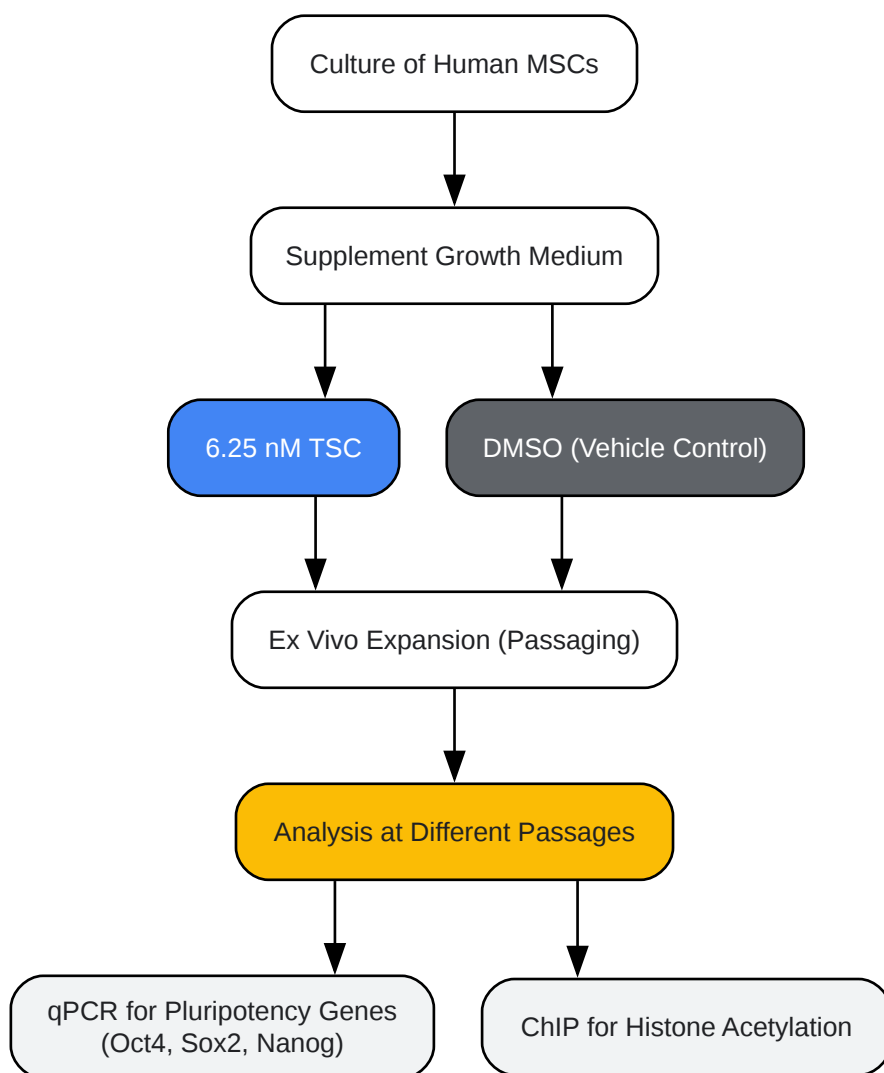 Culture of Human MSCs
Supplement Growth Medium
6.25 nM TSC
DMSO (Vehicle Control)
Ex Vivo Expansion (Passaging)
Analysis at Different Passages
qPCR for Pluripotency Genes
(Oct4, Sox2, Nanog)
ChIP for Histone Acetylation